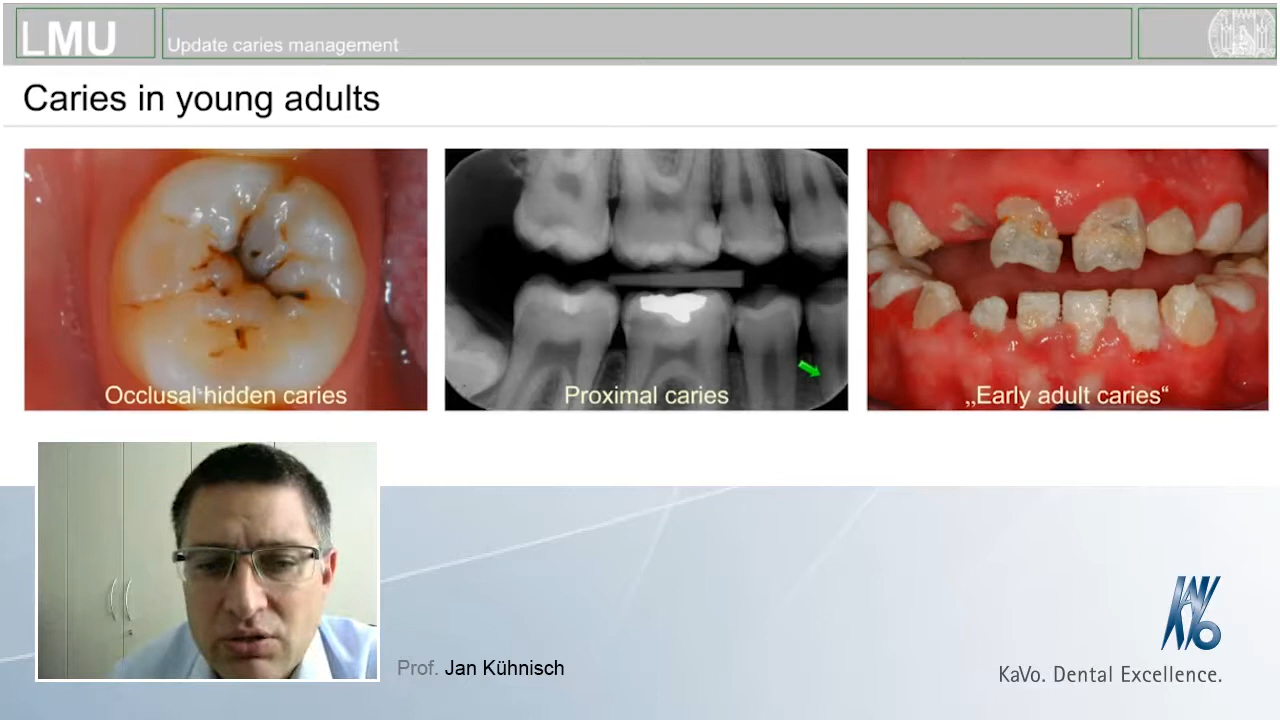 LMU
Update caries management
Caries in young adults
Occlusal hidden caries
Proximal caries
„Early adult caries“
Prof. Jan Kühnisch
KAVO
KaVo. Dental Excellence.